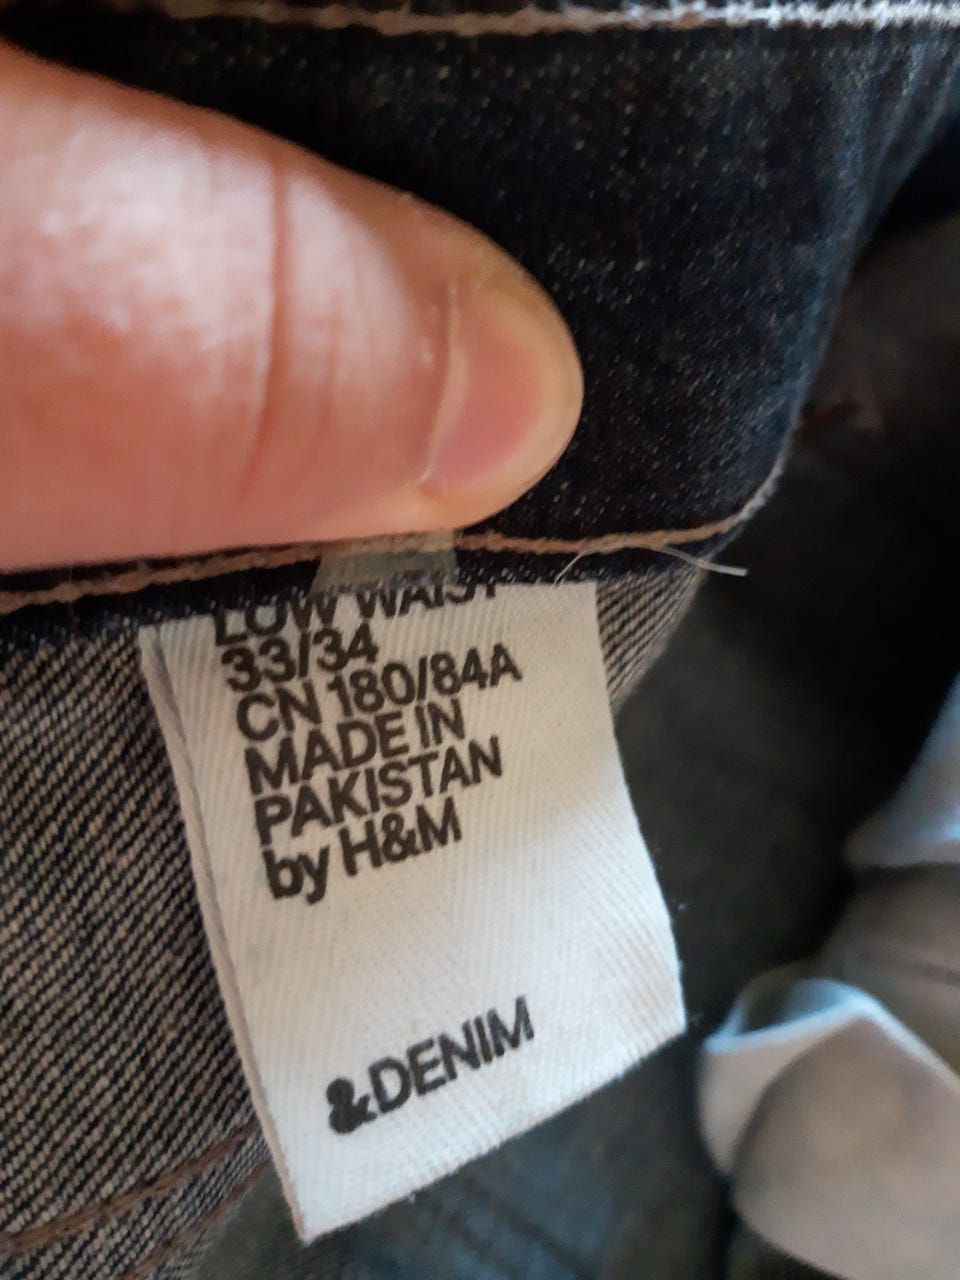 LOW WAIST
33/34
CN 180/84A
MADE IN
PAKISTAN
by H&M
&DENIM